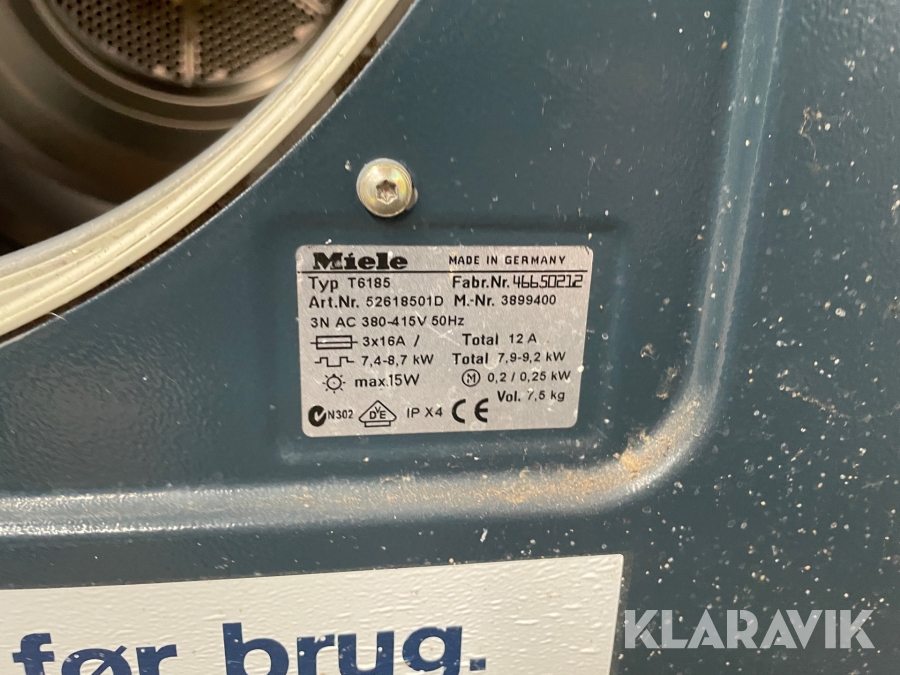 Miele MADE IN GERMANY
Typ T6185 Fabr.Nr. 46650212
Art.Nr. 52618501D M.-Nr. 3899400
3N AC 380-415V 50Hz
3x16A / Total 12 A
7,4-8,7 kW Total 7,9-9,2 kW
max.15W M 0,2 / 0,25 kW
Vol. 7,5 kg
N302 DVE IP X4 CE
før brug.
KLARAVIK